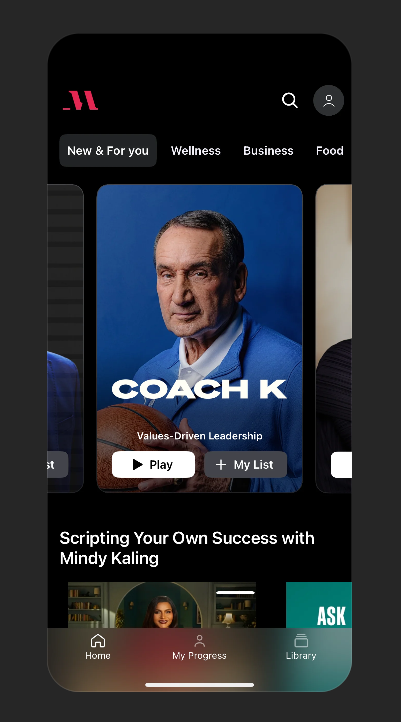 New & For you
Wellness
Business
Food
COACH K
Values-Driven Leadership
st
Play
+ My List
Scripting Your Own Success with
Mindy Kaling
ASK
Home
My Progress
Library